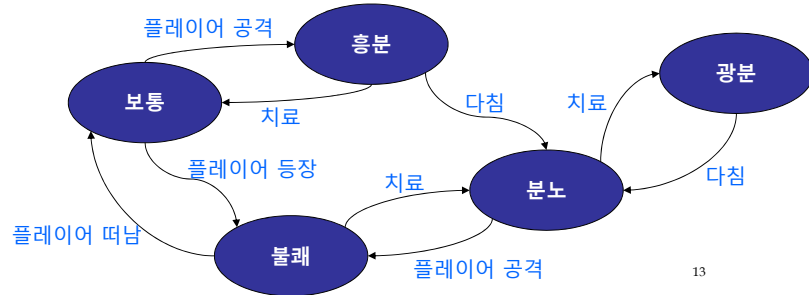 플레이어 공격
흥분
광분
보통
치료
다침
치료
플레이어 등장
치료
분노
다침
플레이어 떠남
불쾌
플레이어 공격
13